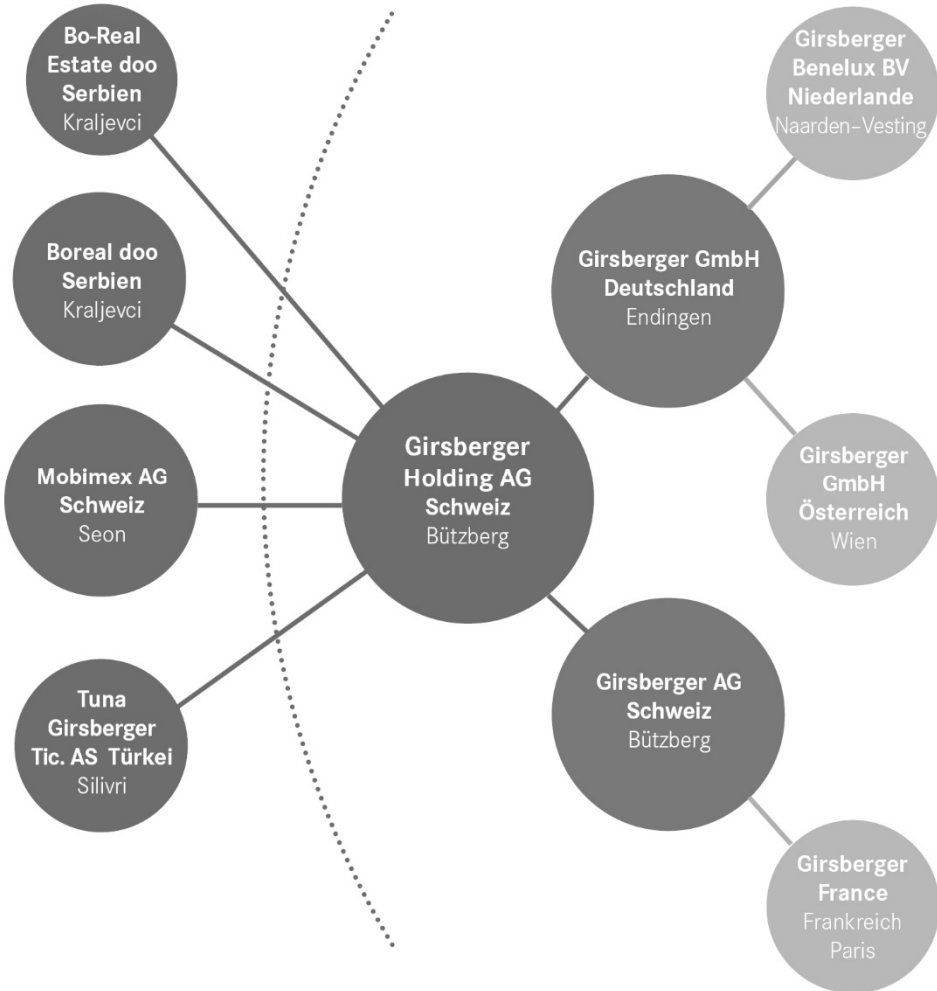 Bo-Real
Estate doo
Serbien
Kraljevci
Boreal doo
Serbien
Kraljevci
Mobimex AG
Schweiz
Seon
Tuna
Girsberger
Tic. AS Türkei
Silivri
Girsberger
Holding AG
Schweiz
Bützberg
Girsberger GmbH
Deutschland
Endingen
Girsberger AG
Schweiz
Bützberg
Girsberger
Benelux BV
Niederlande
Naarden–Vesting
Girsberger
GmbH
Österreich
Wien
Girsberger
France
Frankreich
Paris